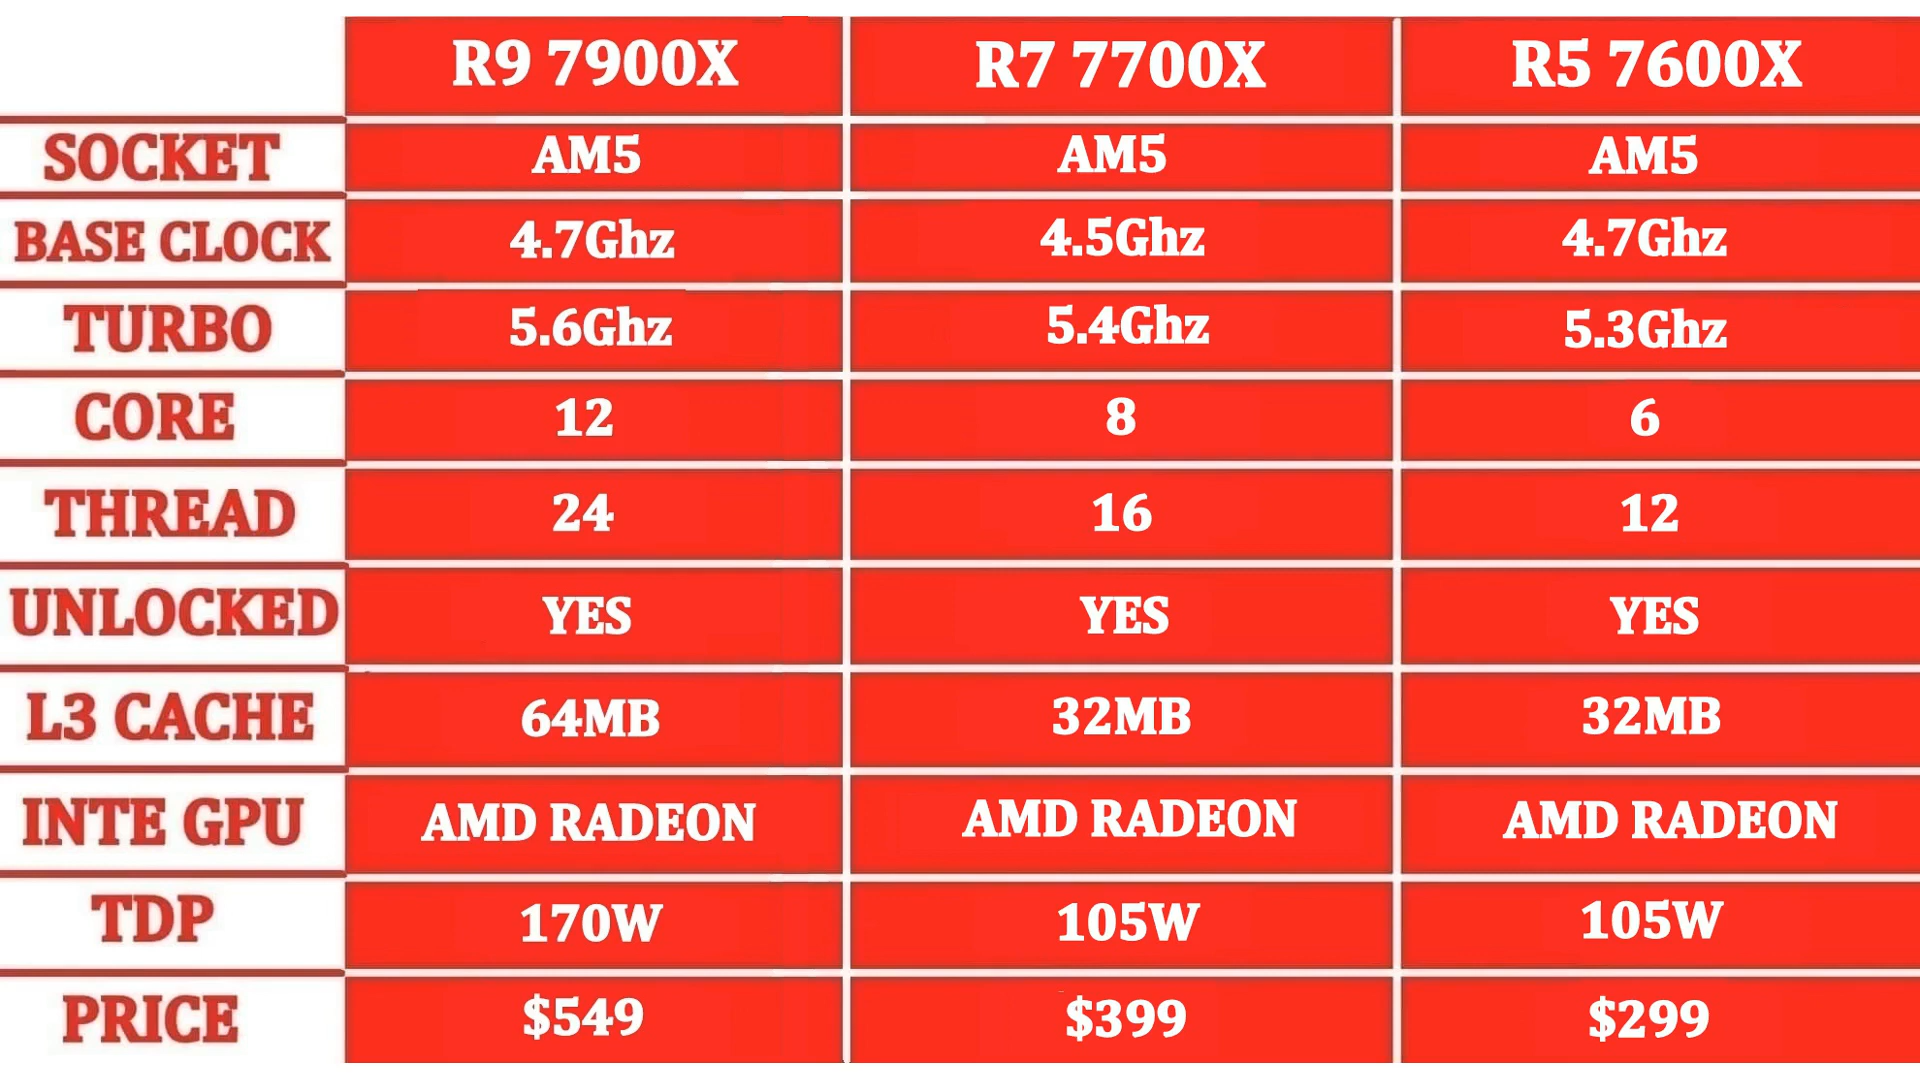 R9 7900X R7 7700X R5 7600X
SOCKET AM5 AM5 AM5
BASE CLOCK 4.7Ghz 4.5Ghz 4.7Ghz
TURBO 5.6Ghz 5.4Ghz 5.3Ghz
CORE 12 8 6
THREAD 24 16 12
UNLOCKED YES YES YES
L3 CACHE 64MB 32MB 32MB
INTE GPU AMD RADEON AMD RADEON AMD RADEON
TDP 170W 105W 105W
PRICE $549 $399 $299